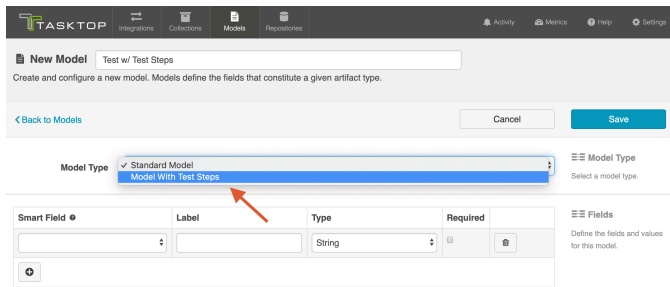 TASKTOP
Integrations
Collections
Models
Repositories
Activity
Metrics
Help
Settings
New Model
Test w/ Test Steps
Create and configure a new model. Models define the fields that constitute a given artifact type.
Back to Models
Cancel
Save
Model Type
✓ Standard Model
Model With Test Steps
Model Type
Select a model type.
Smart Field
Label
Type
Required
String
Fields
Define the fields and values
for this model.